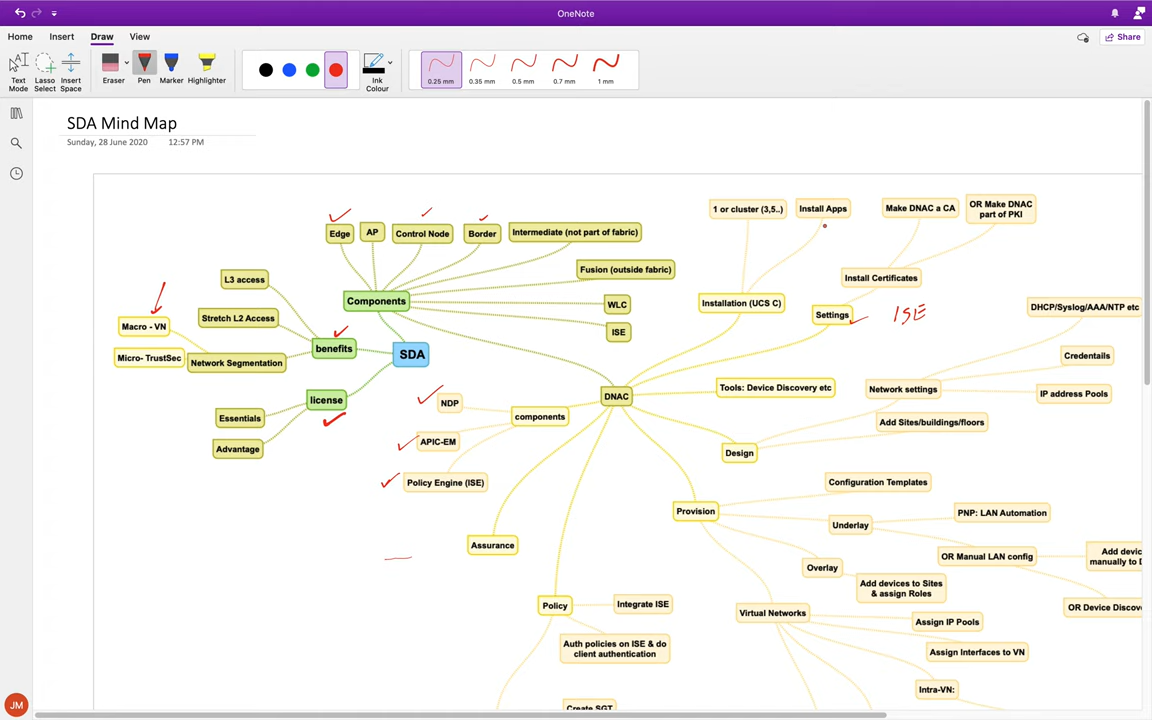 OneNote
Home
Insert
Draw
View
Share
Text
Mode
Lasso
Select
Insert
Space
Eraser
Pen
Marker
Highlighter
Ink
Colour
0.25 mm
0.35 mm
0.5 mm
0.7 mm
1 mm
SDA Mind Map
Sunday, 28 June 2020
12:57 PM
Edge
AP
Control Node
Border
Intermediate (not part of fabric)
Fusion (outside fabric)
Components
WLC
ISE
L3 access
Stretch L2 Access
Macro - VN
Micro- TrustSec
Network Segmentation
benefits
SDA
license
Essentials
Advantage
1 or cluster (3,5..)
Install Apps
Make DNAC a CA
OR Make DNAC
part of PKI
Install Certificates
Installation (UCS C)
Settings
ISE
DHCP/Syslog/AAA/NTP etc
Credentails
IP address Pools
Network settings
Add Sites/buildings/floors
Tools: Device Discovery etc
DNAC
Design
NDP
components
APIC-EM
Policy Engine (ISE)
Assurance
Provision
Configuration Templates
Underlay
PNP: LAN Automation
OR Manual LAN config
Add devic
manually to D
OR Device Discove
Overlay
Add devices to Sites
& assign Roles
Virtual Networks
Assign IP Pools
Assign Interfaces to VN
Intra-VN:
Policy
Integrate ISE
Auth policies on ISE & do
client authentication
Create SGT
JM